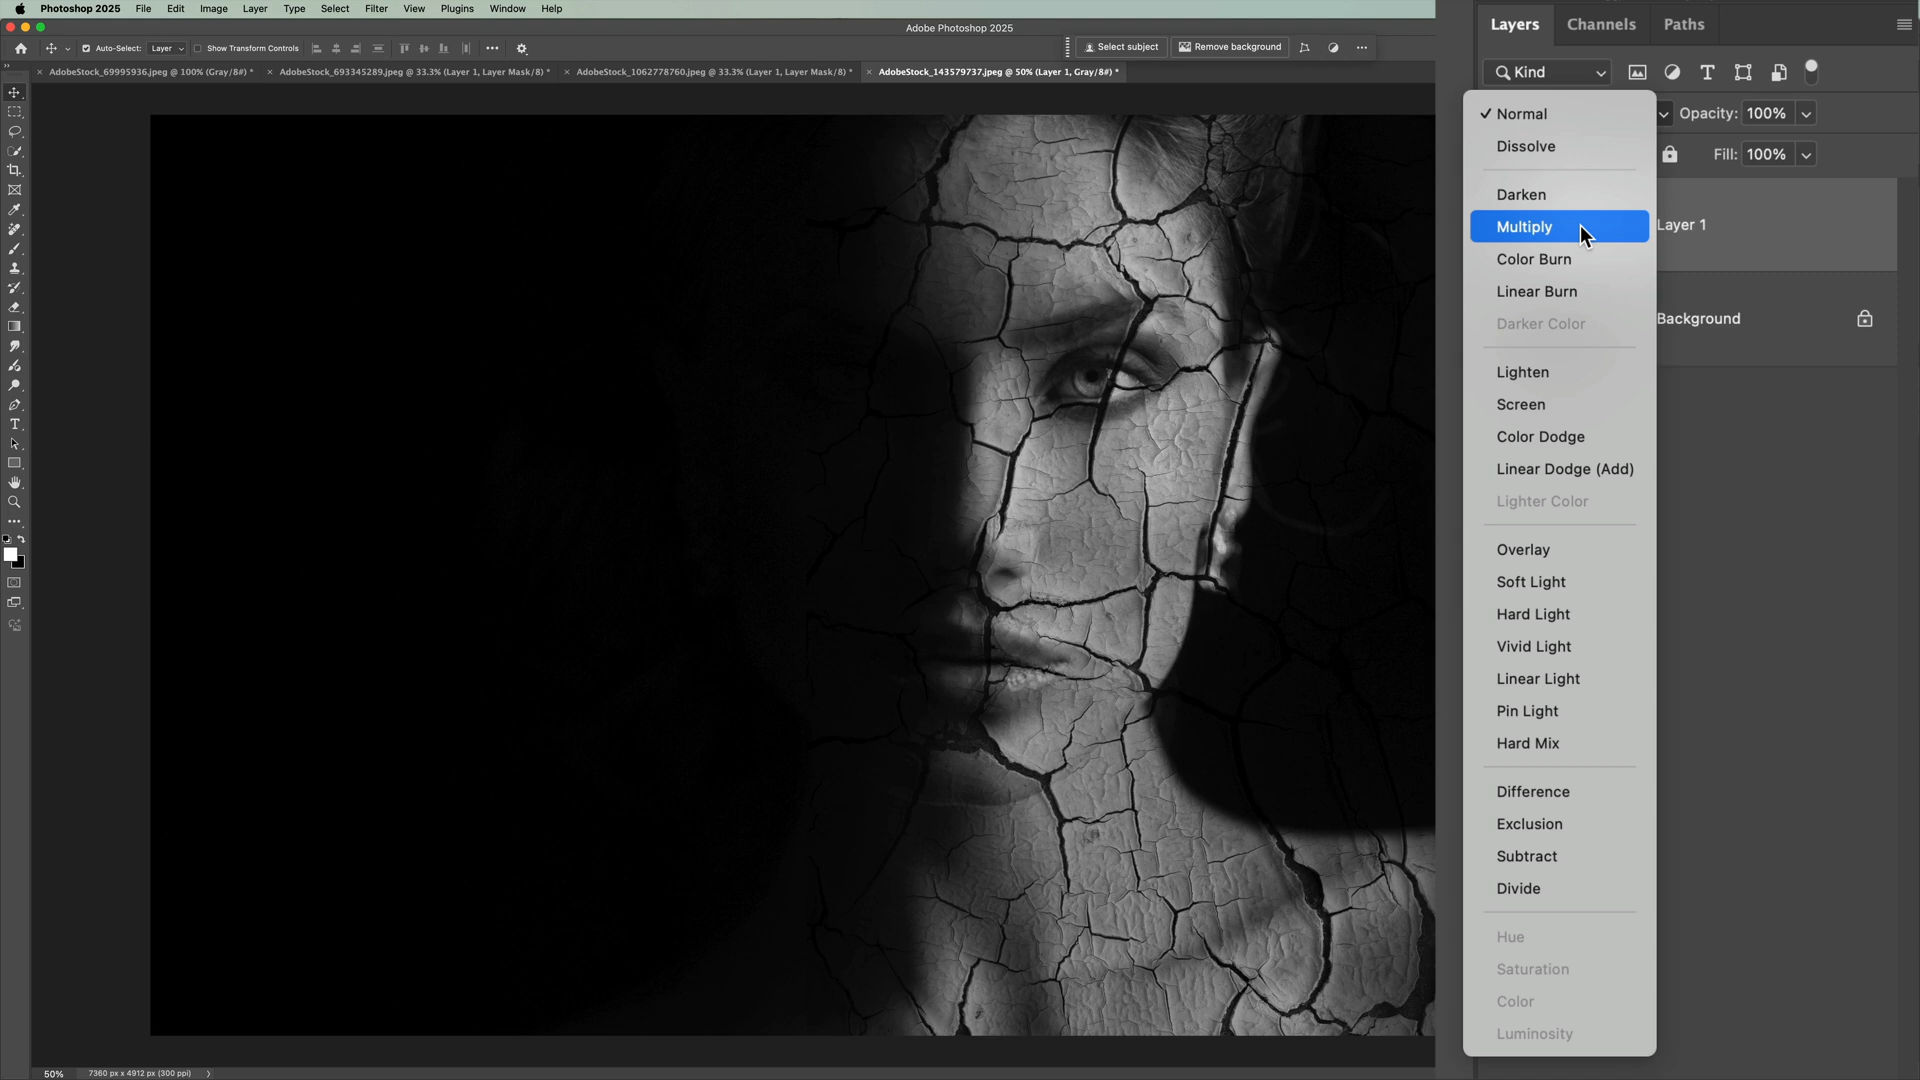 Photoshop 2025 File Edit Image Layer Type Select Filter View Plugins Window Help
Adobe Photoshop 2025
Auto-Select: Layer Show Transform Controls Select subject Remove background
AdobeStock_69995936.jpeg @ 100% (Gray/8#) * AdobeStock_693345289.jpeg @ 33.3% (Layer 1, Layer Mask/8) * AdobeStock_1062778760.jpeg @ 33.3% (Layer 1, Layer Mask/8) * AdobeStock_143579737.jpeg @ 50% (Layer 1, Gray/8#) *
Layers Channels Paths
Kind
Opacity: 100%
Fill: 100%
Layer 1
Background
Normal
Dissolve
Darken
Multiply
Color Burn
Linear Burn
Darker Color
Lighten
Screen
Color Dodge
Linear Dodge (Add)
Lighter Color
Overlay
Soft Light
Hard Light
Vivid Light
Linear Light
Pin Light
Hard Mix
Difference
Exclusion
Subtract
Divide
Hue
Saturation
Color
Luminosity
50% 7360 px x 4912 px (300 ppi)